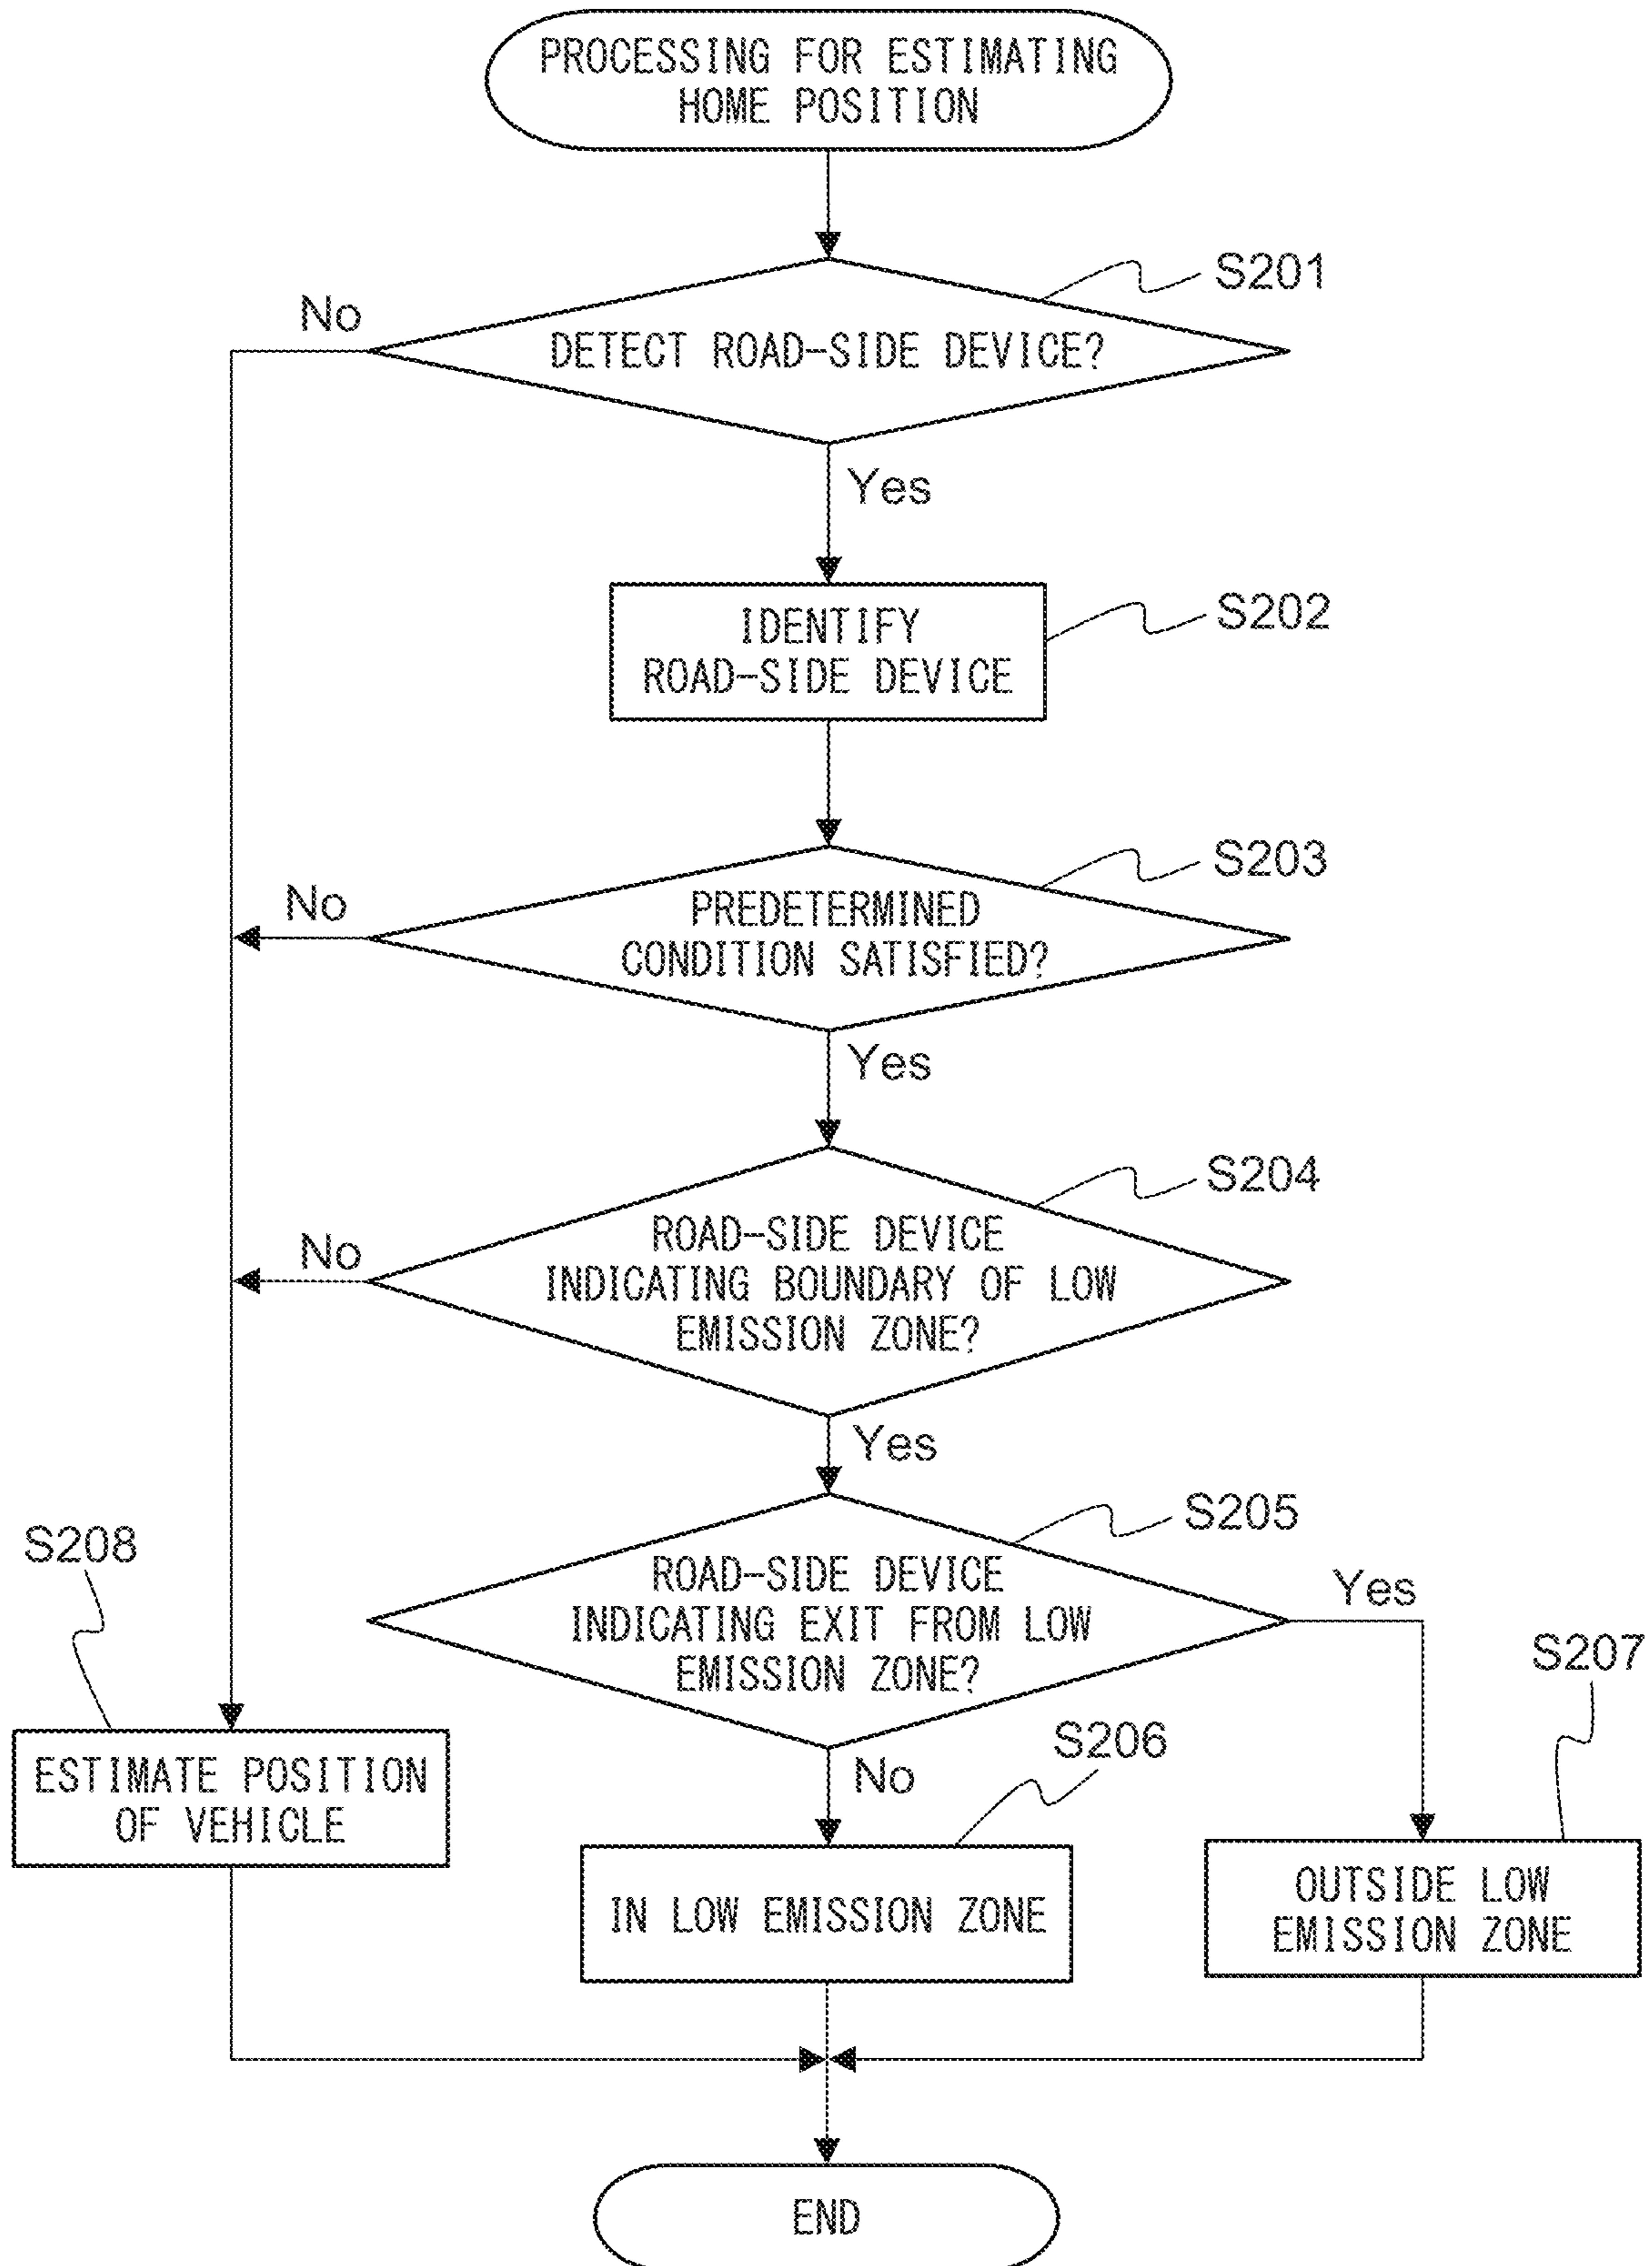 PROCESSING FOR ESTIMATING
HOME POSITION
S201
No
DETECT ROAD-SIDE DEVICE?
Yes
S202
IDENTIFY
ROAD-SIDE DEVICE
S203
No
PREDETERMINED
CONDITION SATISFIED?
Yes
S204
No
ROAD-SIDE DEVICE
INDICATING BOUNDARY OF LOW
EMISSION ZONE?
Yes
S205
S208
ROAD-SIDE DEVICE
INDICATING EXIT FROM LOW
EMISSION ZONE?
Yes
S207
S206
No
ESTIMATE POSITION
OF VEHICLE
IN LOW EMISSION ZONE
OUTSIDE LOW
EMISSION ZONE
END